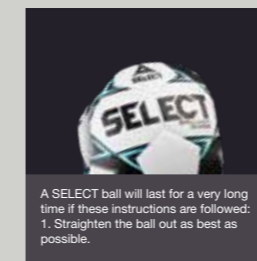 SELECT
SELECT
A SELECT ball will last for a very long
time if these instructions are followed:
1. Straighten the ball out as best as
possible.